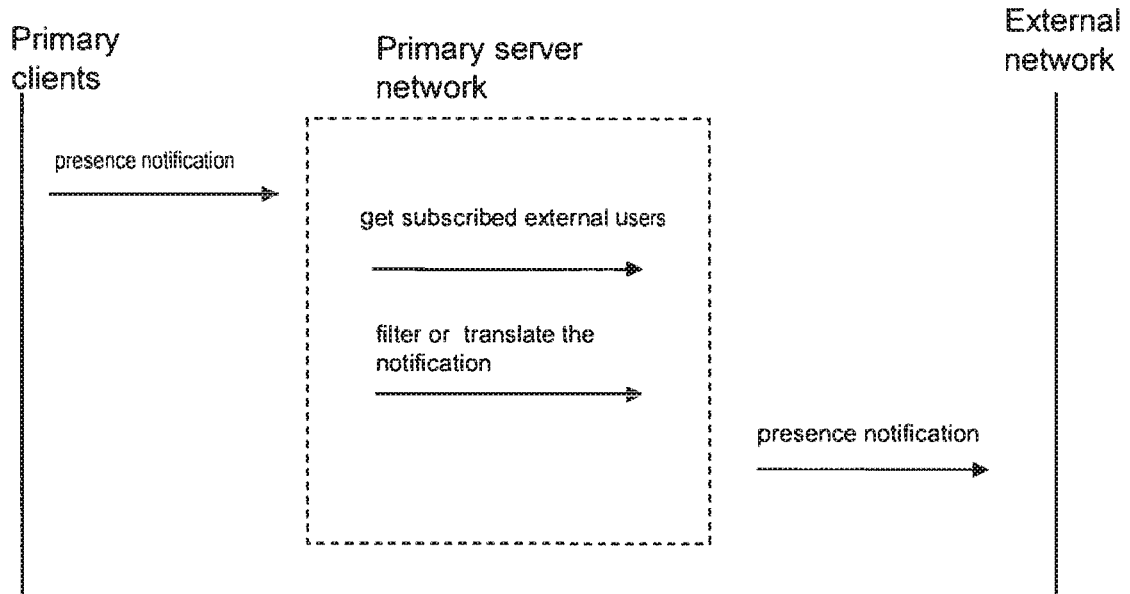 Primary
clients
Primary server
network
External
network
presence notification
get subscribed external users
filter or translate the
notification
presence notification